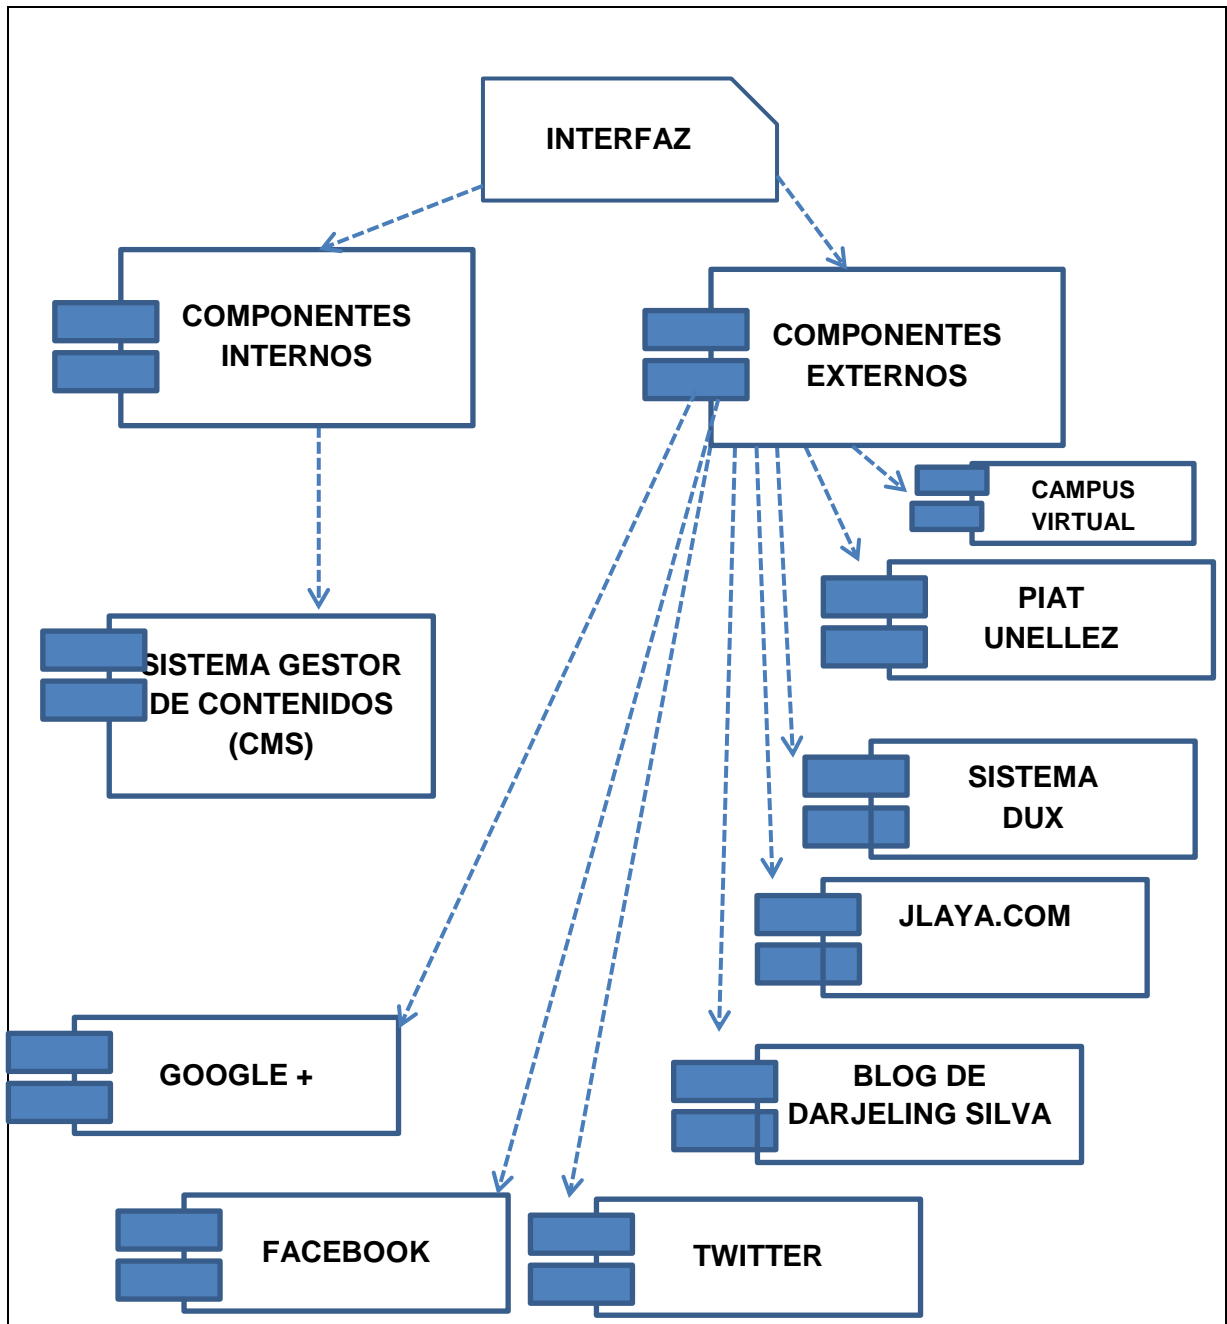 INTERFAZ
COMPONENTES
INTERNOS
COMPONENTES
EXTERNOS
CAMPUS
VIRTUAL
PIAT
UNELLEZ
SISTEMA GESTOR
DE CONTENIDOS
(CMS)
SISTEMA
DUX
JLAYA.COM
GOOGLE +
BLOG DE
DARJELING SILVA
FACEBOOK
TWITTER